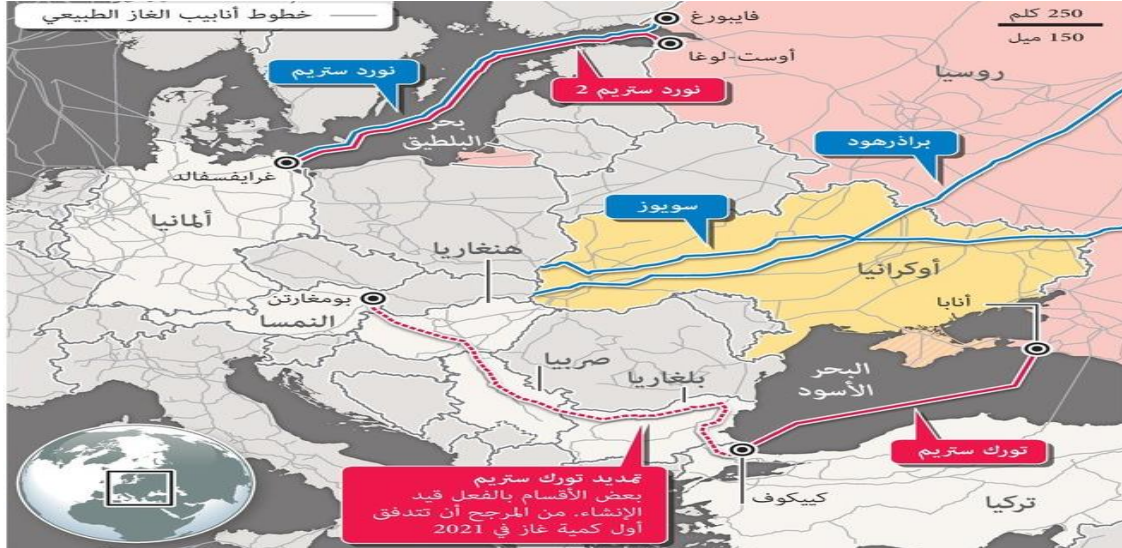 خطوط أنابيب الغاز الطبيعي
250 كلم
150 ميل
فايبورغ
أوست-لوغا
روسيا
نورد ستريم
نورد ستريم 2
بحر
البلطيق
براذرهود
غرايفسفالد
ألمانيا
سويوز
هنغاريا
أوكرانيا
بومغارتن
النمسا
أنابا
صربيا
البحر
الأسود
بلغاريا
تورك ستريم
تمديد تورك ستريم
بعض الأقسام بالفعل قيد
الإنشاء. من المرجح أن تتدفق
أول كمية غاز في 2021
كييكوف
تركيا